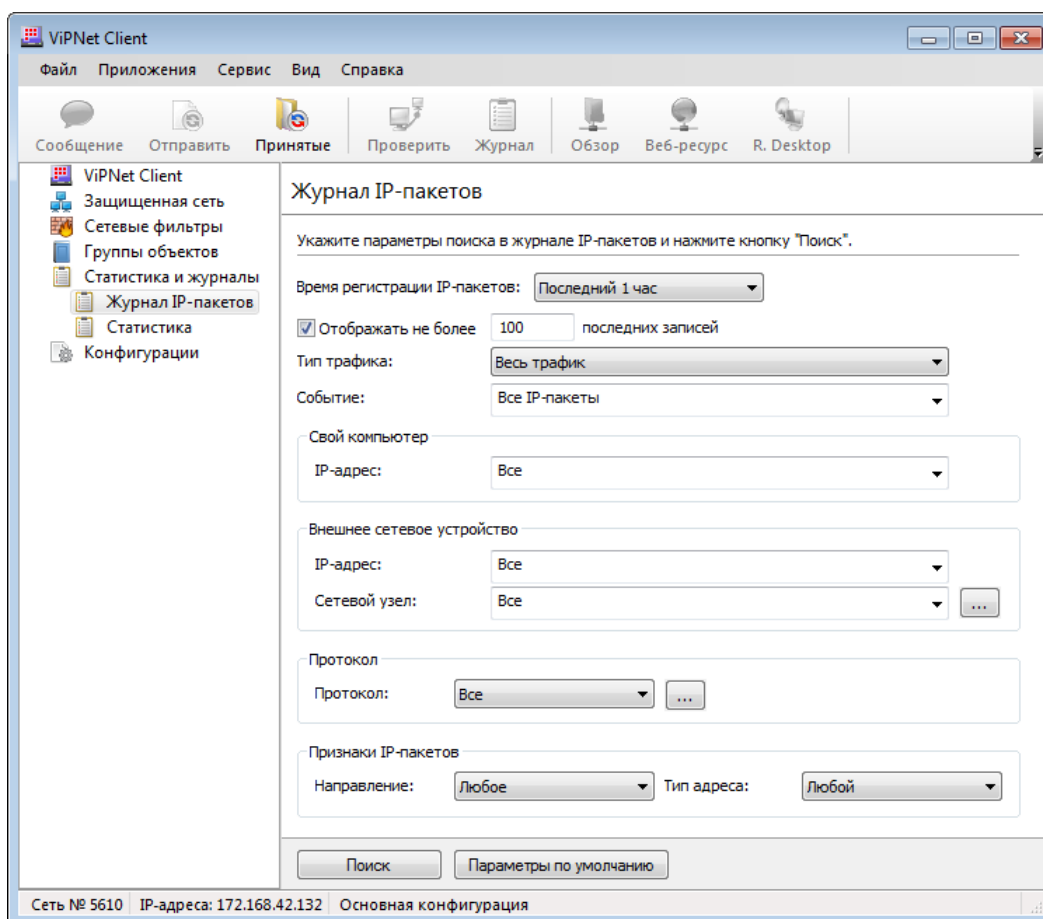 ViPNet Client
Файл Приложения Сервис Вид Справка
Сообщение Отправить Принятые Проверить Журнал Обзор Веб-ресурс R. Desktop
ViPNet Client
Защищенная сеть
Сетевые фильтры
Группы объектов
Статистика и журналы
Журнал IP-пакетов
Статистика
Конфигурации
Журнал IP-пакетов
Укажите параметры поиска в журнале IP-пакетов и нажмите кнопку "Поиск".
Время регистрации IP-пакетов: Последний 1 час
Отображать не более 100 последних записей
Тип трафика: Весь трафик
Событие: Все IP-пакеты
Свой компьютер
IP-адрес: Все
Внешнее сетевое устройство
IP-адрес: Все
Сетевой узел: Все ...
Протокол
Протокол: Все ...
Признаки IP-пакетов
Направление: Любое Тип адреса: Любой
Поиск Параметры по умолчанию
Сеть № 5610 IP-адреса: 172.168.42.132 Основная конфигурация